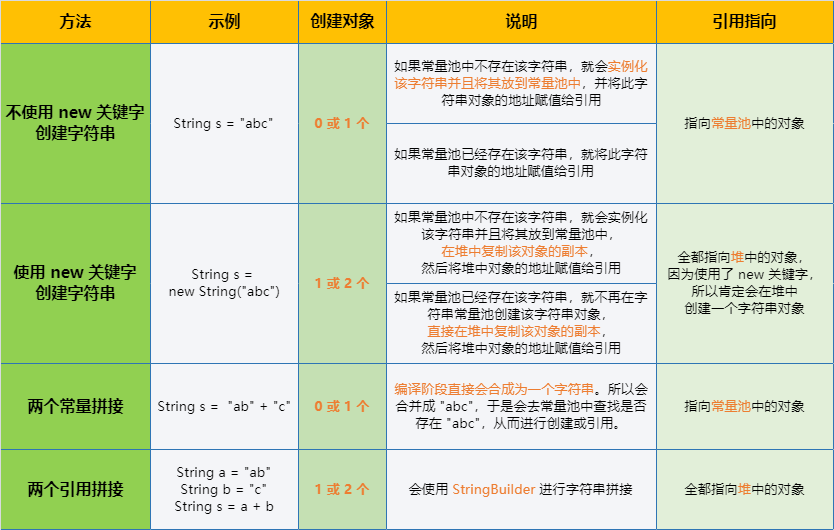 方法
示例
创建对象
说明
引用指向
不使用 new 关键字
创建字符串
String s = "abc"
0 或 1 个
如果常量池中不存在该字符串，就会实例化
该字符串并且将其放到常量池中，并将此字
符串对象的地址赋值给引用
如果常量池已经存在该字符串，就将此字符
串对象的地址赋值给引用
指向常量池中的对象
使用 new 关键字
创建字符串
String s =
new String("abc")
1 或 2 个
如果常量池中不存在该字符串，就会实例化
该字符串并且将其放到常量池中，
在堆中复制该对象的副本，
然后将堆中对象的地址赋值给引用
如果常量池已经存在该字符串，就不再在字
符串常量池创建该字符串对象，
直接在堆中复制该对象的副本，
然后将堆中对象的地址赋值给引用
全都指向堆中的对象，
因为使用了 new 关键字，
所以肯定会在堆中
创建一个字符串对象
两个常量拼接
String s =  "ab" + "c"
0 或 1 个
编译阶段直接会合成为一个字符串。所以会
合并成 "abc"，于是会去常量池中查找是否
存在 "abc"，从而进行创建或引用。
指向常量池中的对象
两个引用拼接
String a = "ab"
String b = "c"
String s = a + b
1 或 2 个
会使用 StringBuilder 进行字符串拼接
全都指向堆中的对象